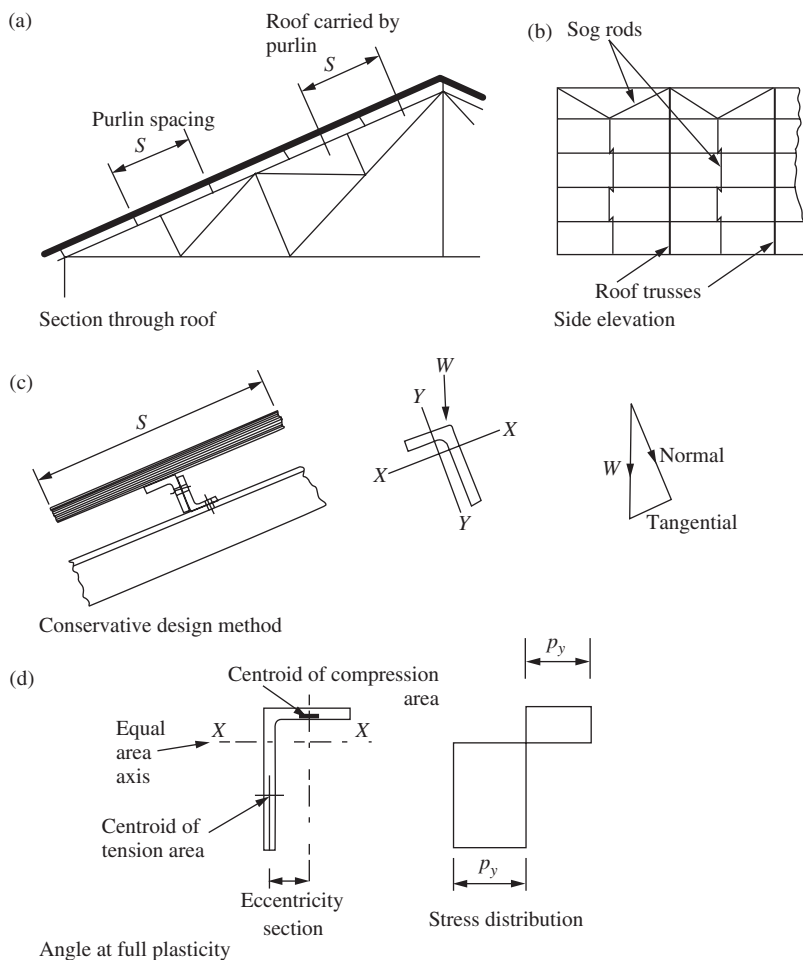 (a)
Roof carried by
purlin
S
Purlin spacing
S
Section through roof
(b)
Sog rods
Roof trusses
Side elevation
(c)
S
W
Y
X
X
Y
W
Normal
Tangential
Conservative design method
(d)
Centroid of compression
area
Equal
area
axis
X
X
Centroid of
tension area
Eccentricity
section
p_y
p_y
Stress distribution
Angle at full plasticity